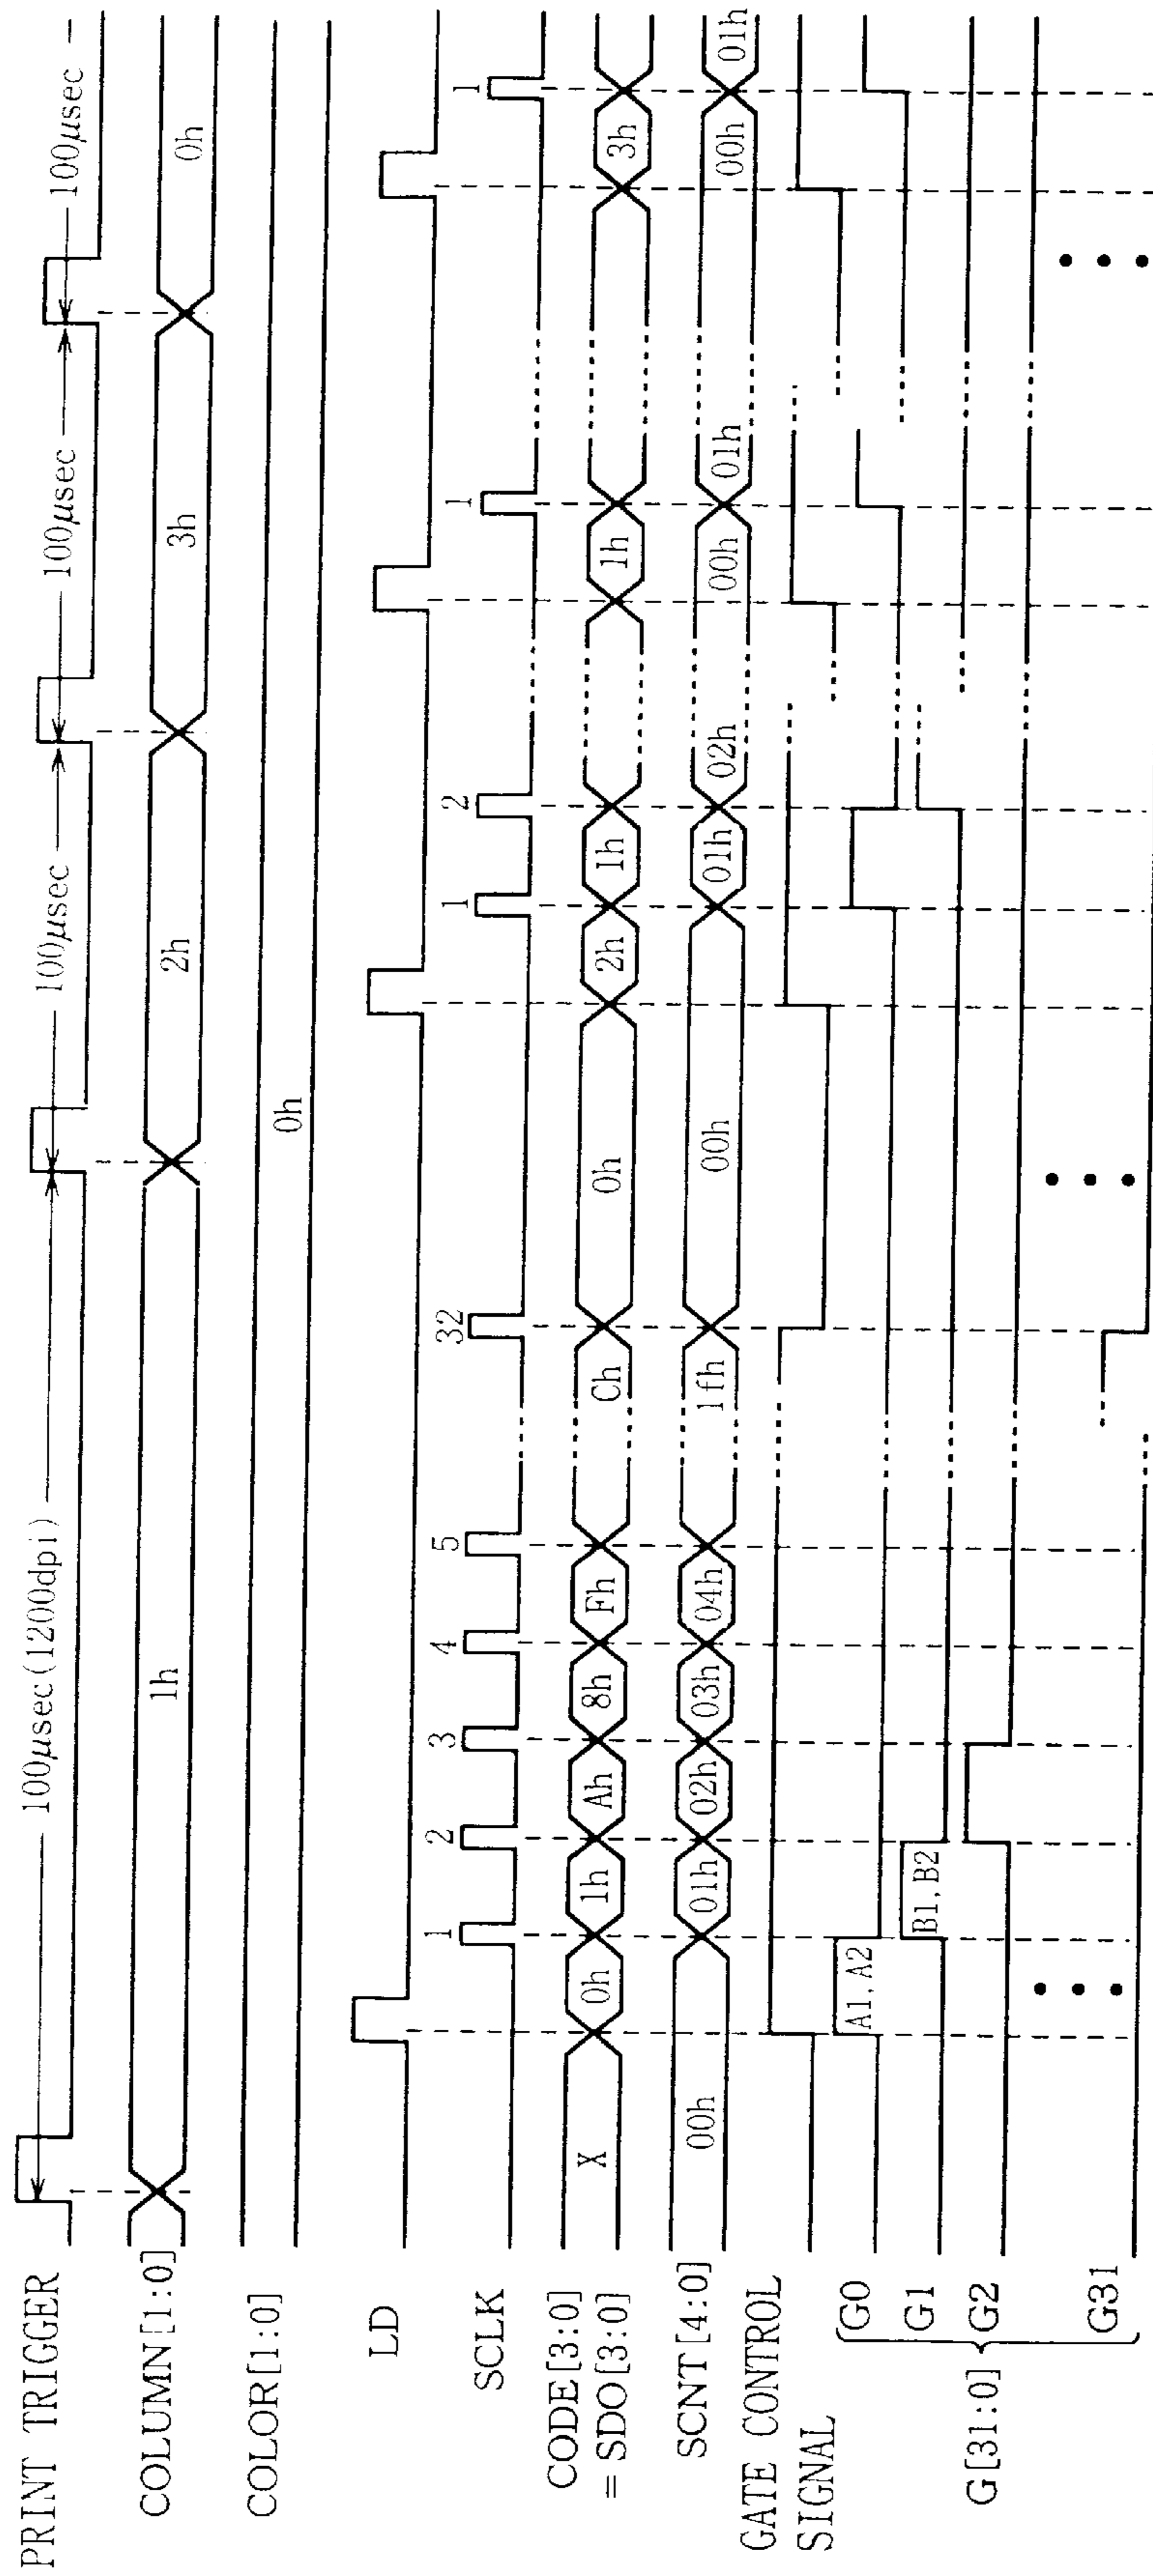 PRINT TRIGGER
100μsec(1200dpi) 100μsec 100μsec 100μsec
COLUMN[1:0]
1h 2h 3h 0h
COLOR[1:0]
0h
LD
SCLK
1 2 3 4 5 32 1 2 1 1
CODE[3:0]
= SDO[3:0]
X 0h 1h Ah 8h Fh Ch 0h 2h 1h 1h 3h
SCNT[4:0]
00h 01h 02h 03h 04h 1fh 00h 01h 02h 00h 01h 00h 01h
GATE CONTROL
SIGNAL
G[31:0]
G0
A1, A2
G1
B1, B2
G2
G31